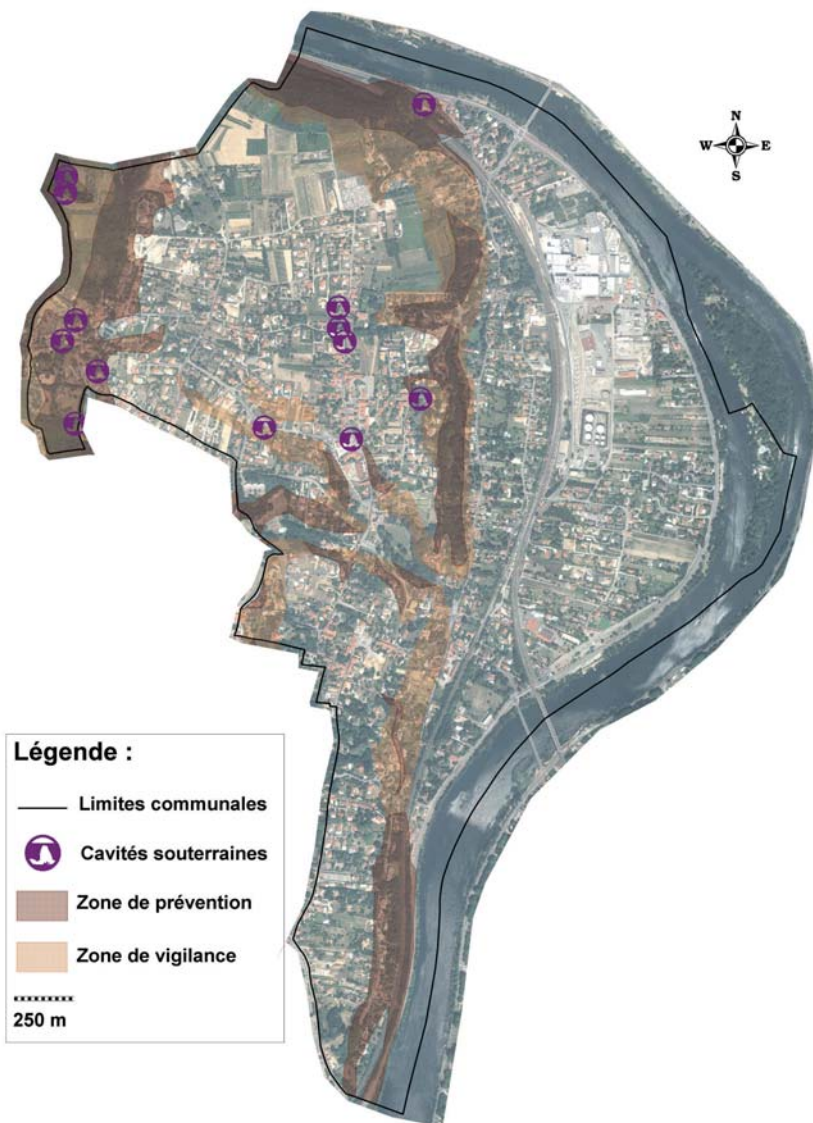 N
W E
S
Légende :
Limites communales
Cavités souterraines
Zone de prévention
Zone de vigilance
250 m